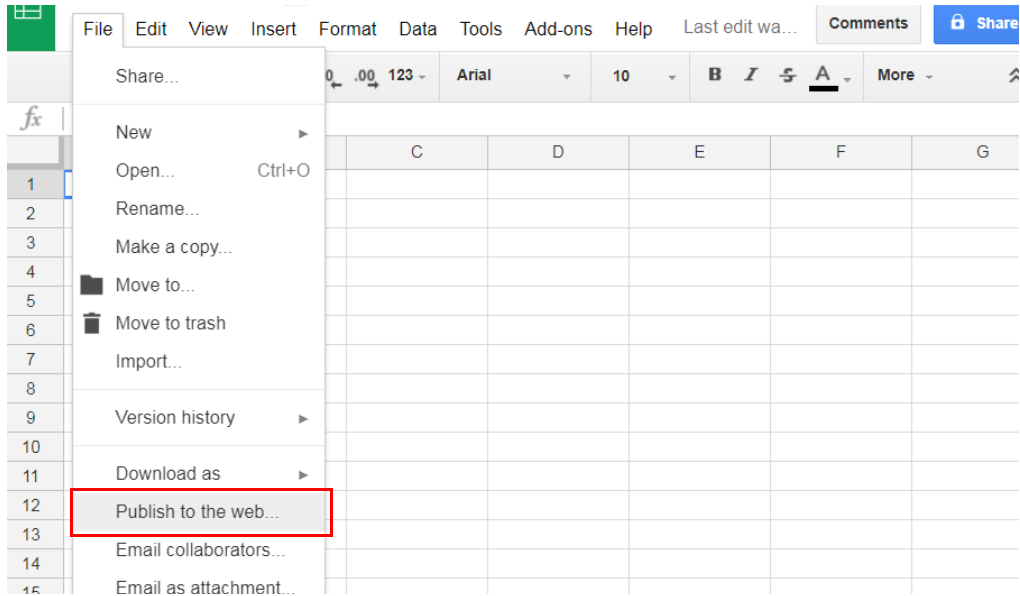 File Edit View Insert Format Data Tools Add-ons Help Last edit wa... Comments Share
Share...
.00 123 Arial 10 B I S A More
fx
New
Open... Ctrl+O
Rename...
Make a copy...
Move to...
Move to trash
Import...
Version history
Download as
Publish to the web...
Email collaborators...
Email as attachment...
C D E F G
1
2
3
4
5
6
7
8
9
10
11
12
13
14
15